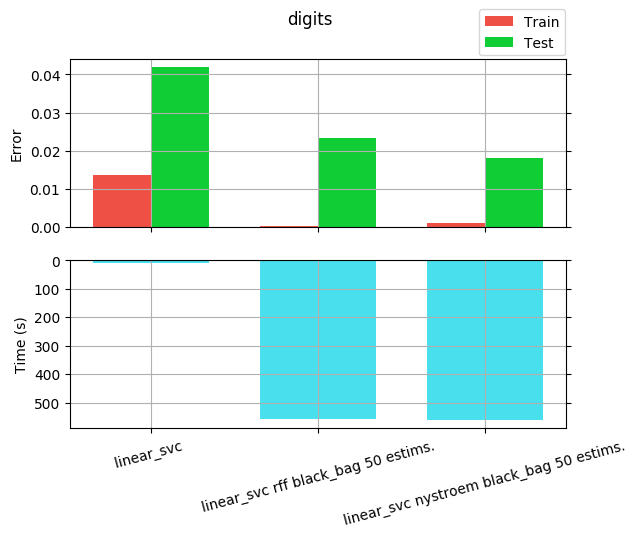 digits
Train
Test
Error
0.04
0.03
0.02
0.01
0.00
Time (s)
0
100
200
300
400
500
linear_svc
linear_svc rff black_bag 50 estims.
linear_svc nystroem black_bag 50 estims.